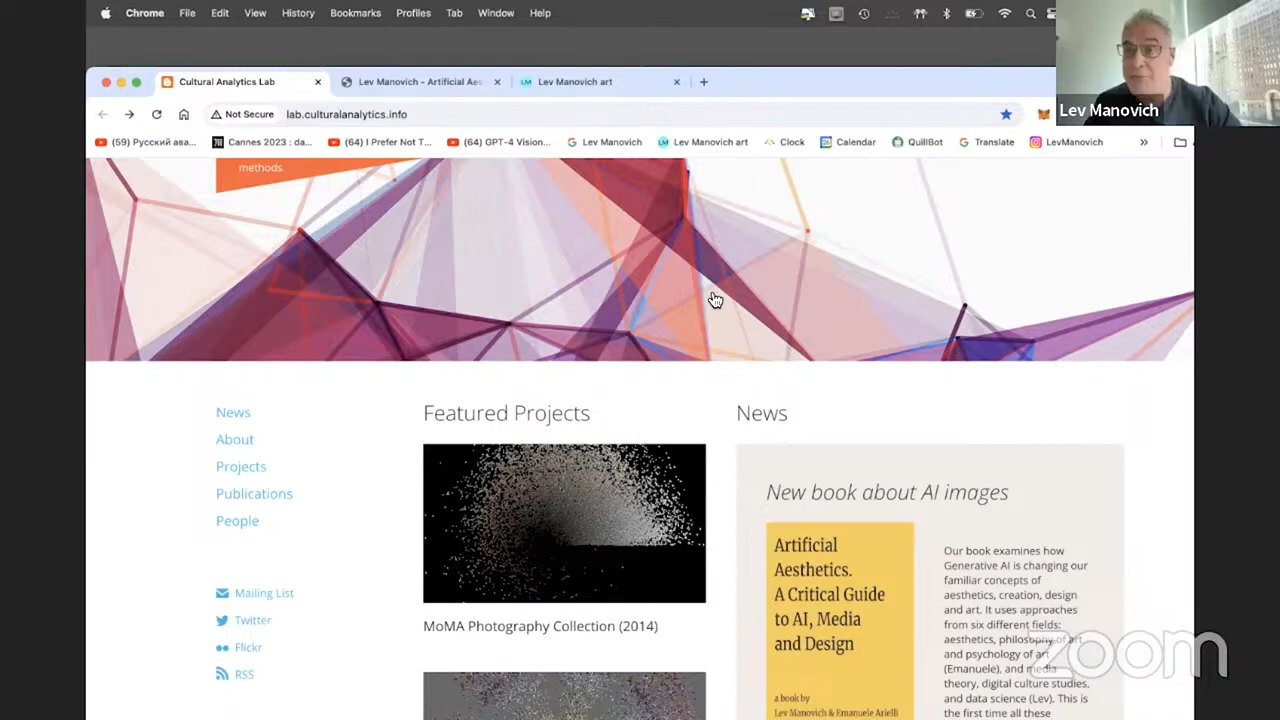 Chrome File Edit View History Bookmarks Profiles Tab Window Help
Cultural Analytics Lab
Lev Manovich - Artificial Aes
LM Lev Manovich art
Not Secure lab.culturalanalytics.info
Lev Manovich
(59) Русский ава...
Cannes 2023 : da...
(64) I Prefer Not T...
(64) GPT-4 Vision...
Lev Manovich
LM Lev Manovich art
Clock
Calendar
QuillBot
Translate
LevManovich
methods.
News
About
Projects
Publications
People
Mailing List
Twitter
Flickr
RSS
Featured Projects
MoMA Photography Collection (2014)
News
New book about AI images
Artificial
Aesthetics.
A Critical Guide
to AI, Media
and Design
a book by
Lev Manovich & Emanuele Arielli
Our book examines how
Generative AI is changing our
familiar concepts of
aesthetics, creation, design
and art. It uses approaches
from six different fields:
aesthetics, philosophy of art
and psychology of art
(Emanuele), and media
theory, digital culture studies,
and data science (Lev). This is
the first time all these
zoom